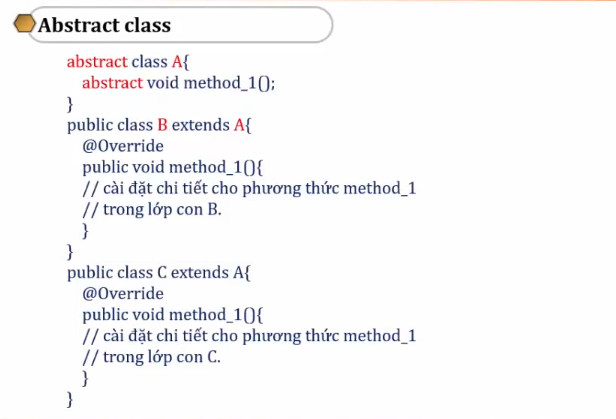 Abstract class
abstract class A{
abstract void method_1();
}
public class B extends A{
@Override
public void method_1(){
// cài đặt chi tiết cho phương thức method_1
// trong lớp con B.
}
}
public class C extends A{
@Override
public void method_1(){
// cài đặt chi tiết cho phương thức method_1
// trong lớp con C.
}
}